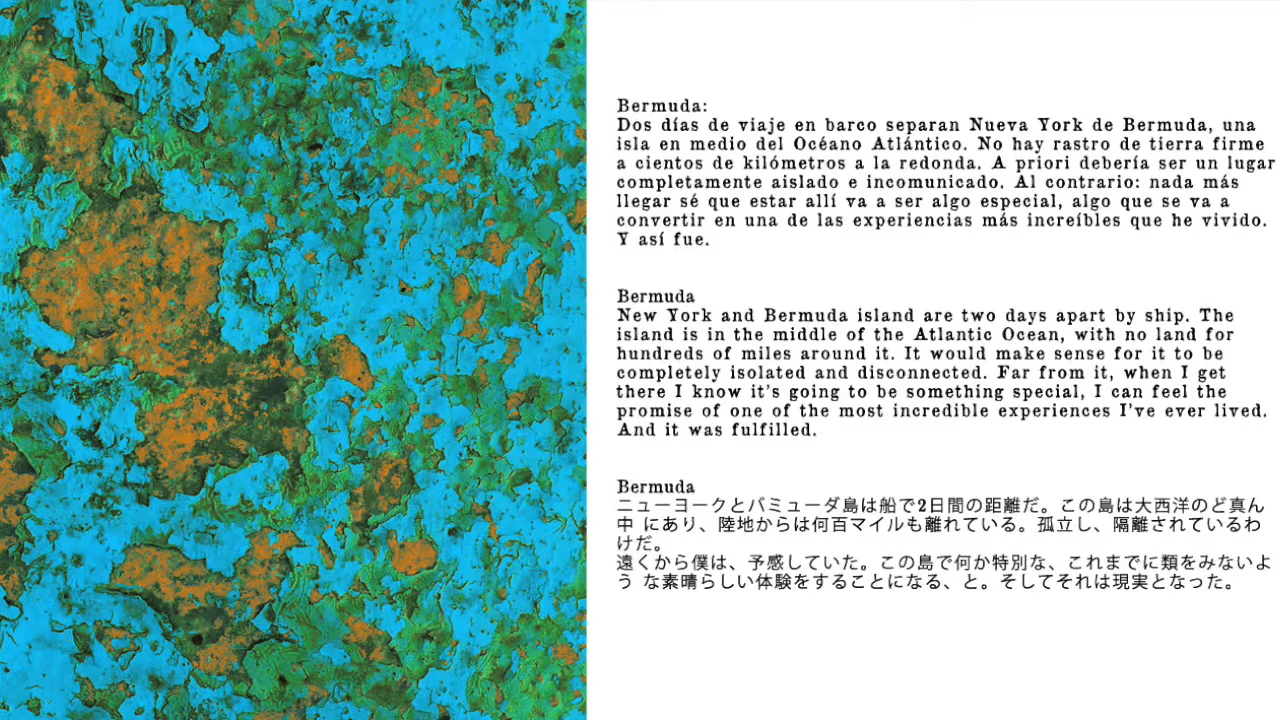 Bermuda:
Dos días de viaje en barco separan Nueva York de Bermuda, una
isla en medio del Océano Atlántico. No hay rastro de tierra firme
a cientos de kilómetros a la redonda. A priori debería ser un lugar
completamente aislado e incomunicado. Al contrario: nada más
llegar sé que estar allí va a ser algo especial, algo que se va a
convertir en una de las experiencias más increíbles que he vivido.
Y así fue.
Bermuda
New York and Bermuda island are two days apart by ship. The
island is in the middle of the Atlantic Ocean, with no land for
hundreds of miles around it. It would make sense for it to be
completely isolated and disconnected. Far from it, when I get
there I know it's going to be something special, I can feel the
promise of one of the most incredible experiences I've ever lived.
And it was fulfilled.
Bermuda
ニューヨークとバミューダ島は船で2日間の距離だ。この島は大西洋のど真ん
中 にあり、陸地からは何百マイルも離れている。孤立し、隔離されているわ
けだ。
遠くから僕は、予感していた。この島で何か特別な、これまでに類をみないよ
う な素晴らしい体験をすることになる、と。そしてそれは現実となった。